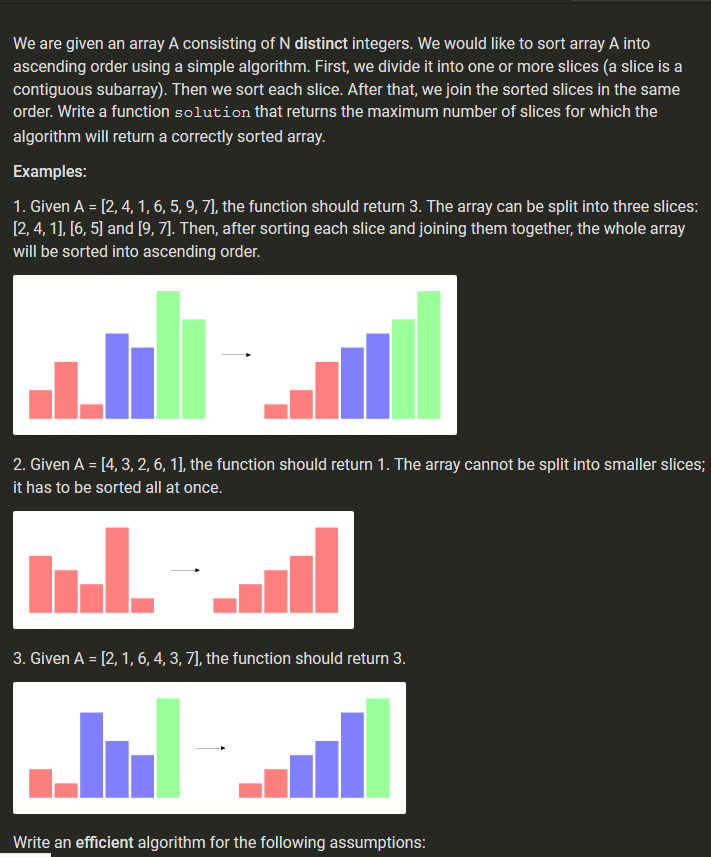 We are given an array A consisting of N distinct integers. We would like to sort array A into
ascending order using a simple algorithm. First, we divide it into one or more slices (a slice is a
contiguous subarray). Then we sort each slice. After that, we join the sorted slices in the same
order. Write a function solution that returns the maximum number of slices for which the
algorithm will return a correctly sorted array.
Examples:
1. Given A = [2, 4, 1, 6, 5, 9, 7], the function should return 3. The array can be split into three slices:
[2, 4, 1], [6, 5] and [9, 7]. Then, after sorting each slice and joining them together, the whole array
will be sorted into ascending order.
2. Given A = [4, 3, 2, 6, 1], the function should return 1. The array cannot be split into smaller slices;
it has to be sorted all at once.
3. Given A = [2, 1, 6, 4, 3, 7], the function should return 3.
Write an efficient algorithm for the following assumptions: